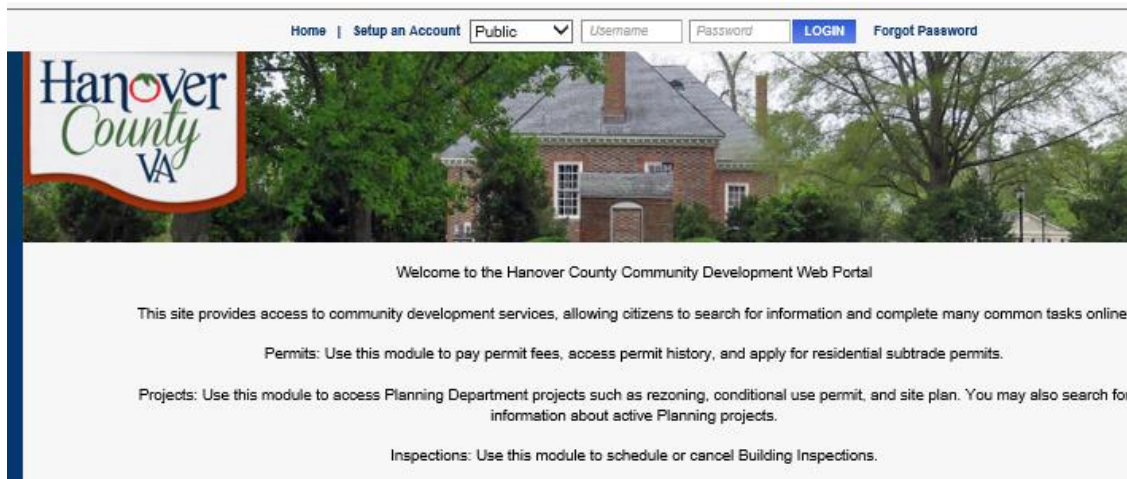 Home | Setup an Account Public Username Password LOGIN Forgot Password
Hanover
County
VA
Welcome to the Hanover County Community Development Web Portal
This site provides access to community development services, allowing citizens to search for information and complete many common tasks online
Permits: Use this module to pay permit fees, access permit history, and apply for residential subtrade permits.
Projects: Use this module to access Planning Department projects such as rezoning, conditional use permit, and site plan. You may also search for
information about active Planning projects.
Inspections: Use this module to schedule or cancel Building Inspections.